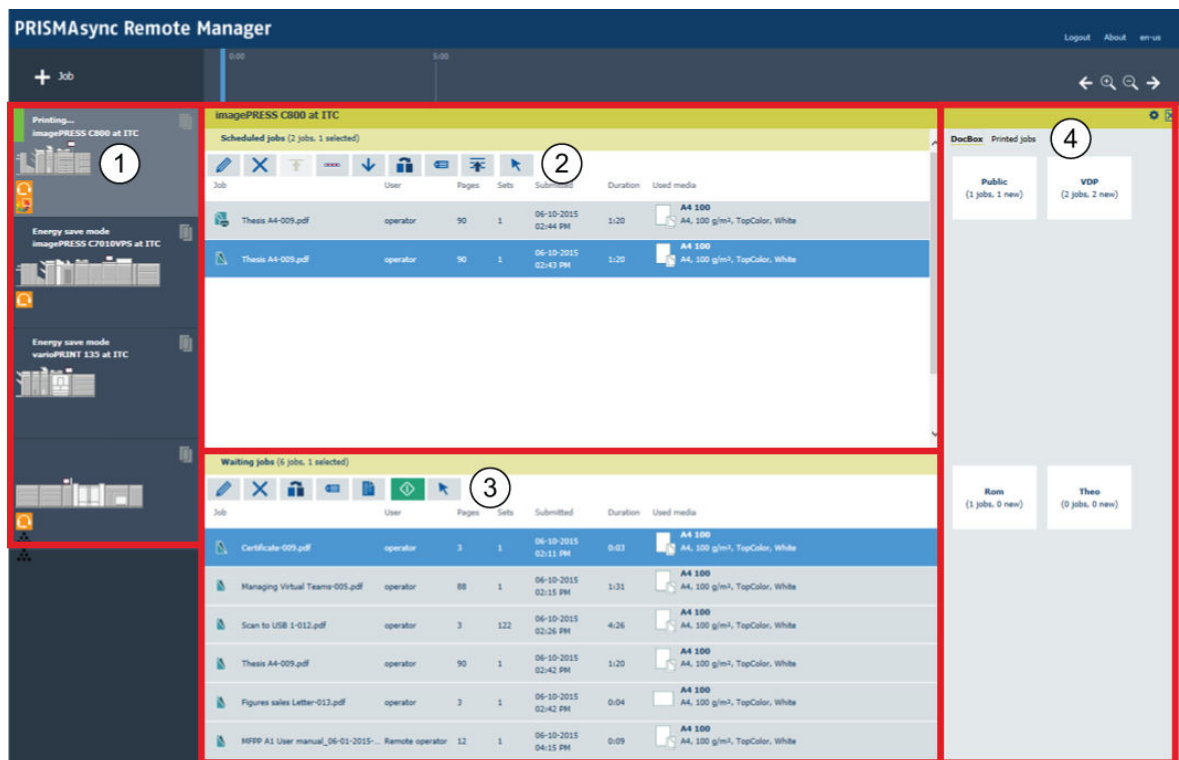 PRISMAsync Remote Manager
Logout About en-us
Job
0:00 5:00
Printing...
imagePRESS C800 at ITC
1
Energy save mode
imagePRESS C7010VPS at ITC
Energy save mode
varioPRINT 135 at ITC
imagePRESS C800 at ITC
Scheduled jobs (2 jobs, 1 selected)
2
Job User Pages Sets Submitted Duration Used media
Thesis A4-009.pdf operator 90 1 06-10-2015 02:44 PM 1:20 A4 100
A4, 100 g/m², TopColor, White
Thesis A4-009.pdf operator 90 1 06-10-2015 02:43 PM 1:20 A4 100
A4, 100 g/m², TopColor, White
Waiting jobs (6 jobs, 1 selected)
3
Job User Pages Sets Submitted Duration Used media
Certificate-009.pdf operator 3 1 06-10-2015 02:11 PM 0:03 A4 100
A4, 100 g/m², TopColor, White
Managing Virtual Teams-005.pdf operator 88 1 06-10-2015 02:15 PM 1:31 A4 100
A4, 100 g/m², TopColor, White
Scan to USB 1-012.pdf operator 3 122 06-10-2015 02:26 PM 4:26 A4 100
A4, 100 g/m², TopColor, White
Thesis A4-009.pdf operator 90 1 06-10-2015 02:42 PM 1:20 A4 100
A4, 100 g/m², TopColor, White
Figures sales Letter-013.pdf operator 3 1 06-10-2015 02:42 PM 0:04 A4 100
A4, 100 g/m², TopColor, White
MFPP A1 User manual_06-01-2015-... Remote operator 12 1 06-10-2015 04:15 PM 0:09 A4 100
A4, 100 g/m², TopColor, White
DocBox Printed jobs
4
Public
(1 jobs, 1 new)
VDP
(2 jobs, 2 new)
Rom
(1 jobs, 0 new)
Theo
(0 jobs, 0 new)